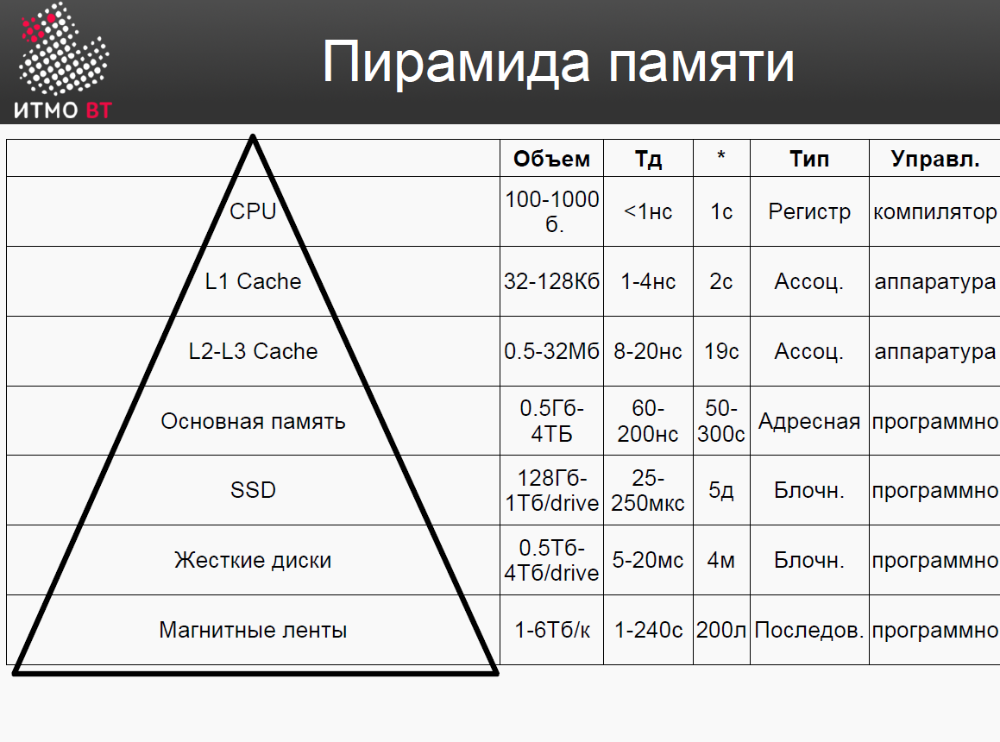 ИТМО ВТ
Пирамида памяти
Объем Тд * Тип Управл.
CPU 100-1000 б. <1нс 1с Регистр компилятор
L1 Cache 32-128Кб 1-4нс 2с Ассоц. аппаратура
L2-L3 Cache 0.5-32Мб 8-20нс 19с Ассоц. аппаратура
Основная память 0.5Гб-4ТБ 60-200нс 50-300с Адресная программно
SSD 128Гб-1Тб/drive 25-250мкс 5д Блочн. программно
Жесткие диски 0.5Тб-4Тб/drive 5-20мс 4м Блочн. программно
Магнитные ленты 1-6Тб/к 1-240с 200л Последов. программно